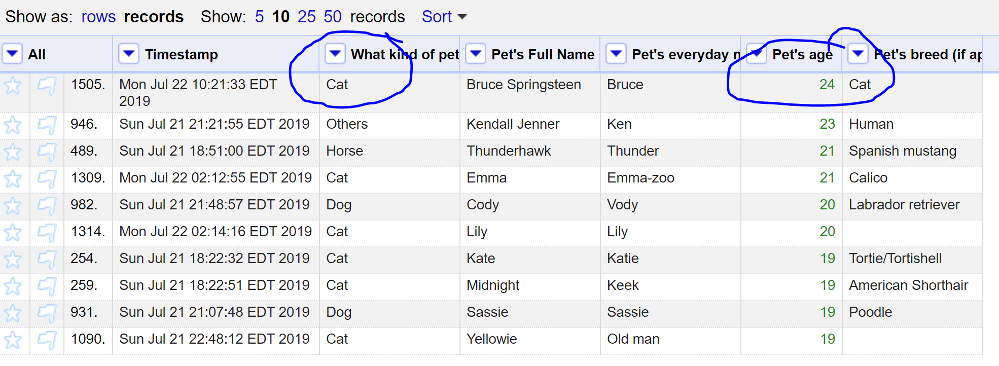 Show as: rows records Show: 5 10 25 50 records Sort
All Timestamp What kind of pet Pet's Full Name Pet's everyday n Pet's age Pet's breed (if ap
1505. Mon Jul 22 10:21:33 EDT 2019 Cat Bruce Springsteen Bruce 24 Cat
946. Sun Jul 21 21:21:55 EDT 2019 Others Kendall Jenner Ken 23 Human
489. Sun Jul 21 18:51:00 EDT 2019 Horse Thunderhawk Thunder 21 Spanish mustang
1309. Mon Jul 22 02:12:55 EDT 2019 Cat Emma Emma-zoo 21 Calico
982. Sun Jul 21 21:48:57 EDT 2019 Dog Cody Vody 20 Labrador retriever
1314. Mon Jul 22 02:14:16 EDT 2019 Cat Lily Lily 20
254. Sun Jul 21 18:22:32 EDT 2019 Cat Kate Katie 19 Tortie/Tortishell
259. Sun Jul 21 18:22:51 EDT 2019 Cat Midnight Keek 19 American Shorthair
931. Sun Jul 21 21:07:48 EDT 2019 Dog Sassie Sassie 19 Poodle
1090. Sun Jul 21 22:48:12 EDT 2019 Cat Yellowie Old man 19